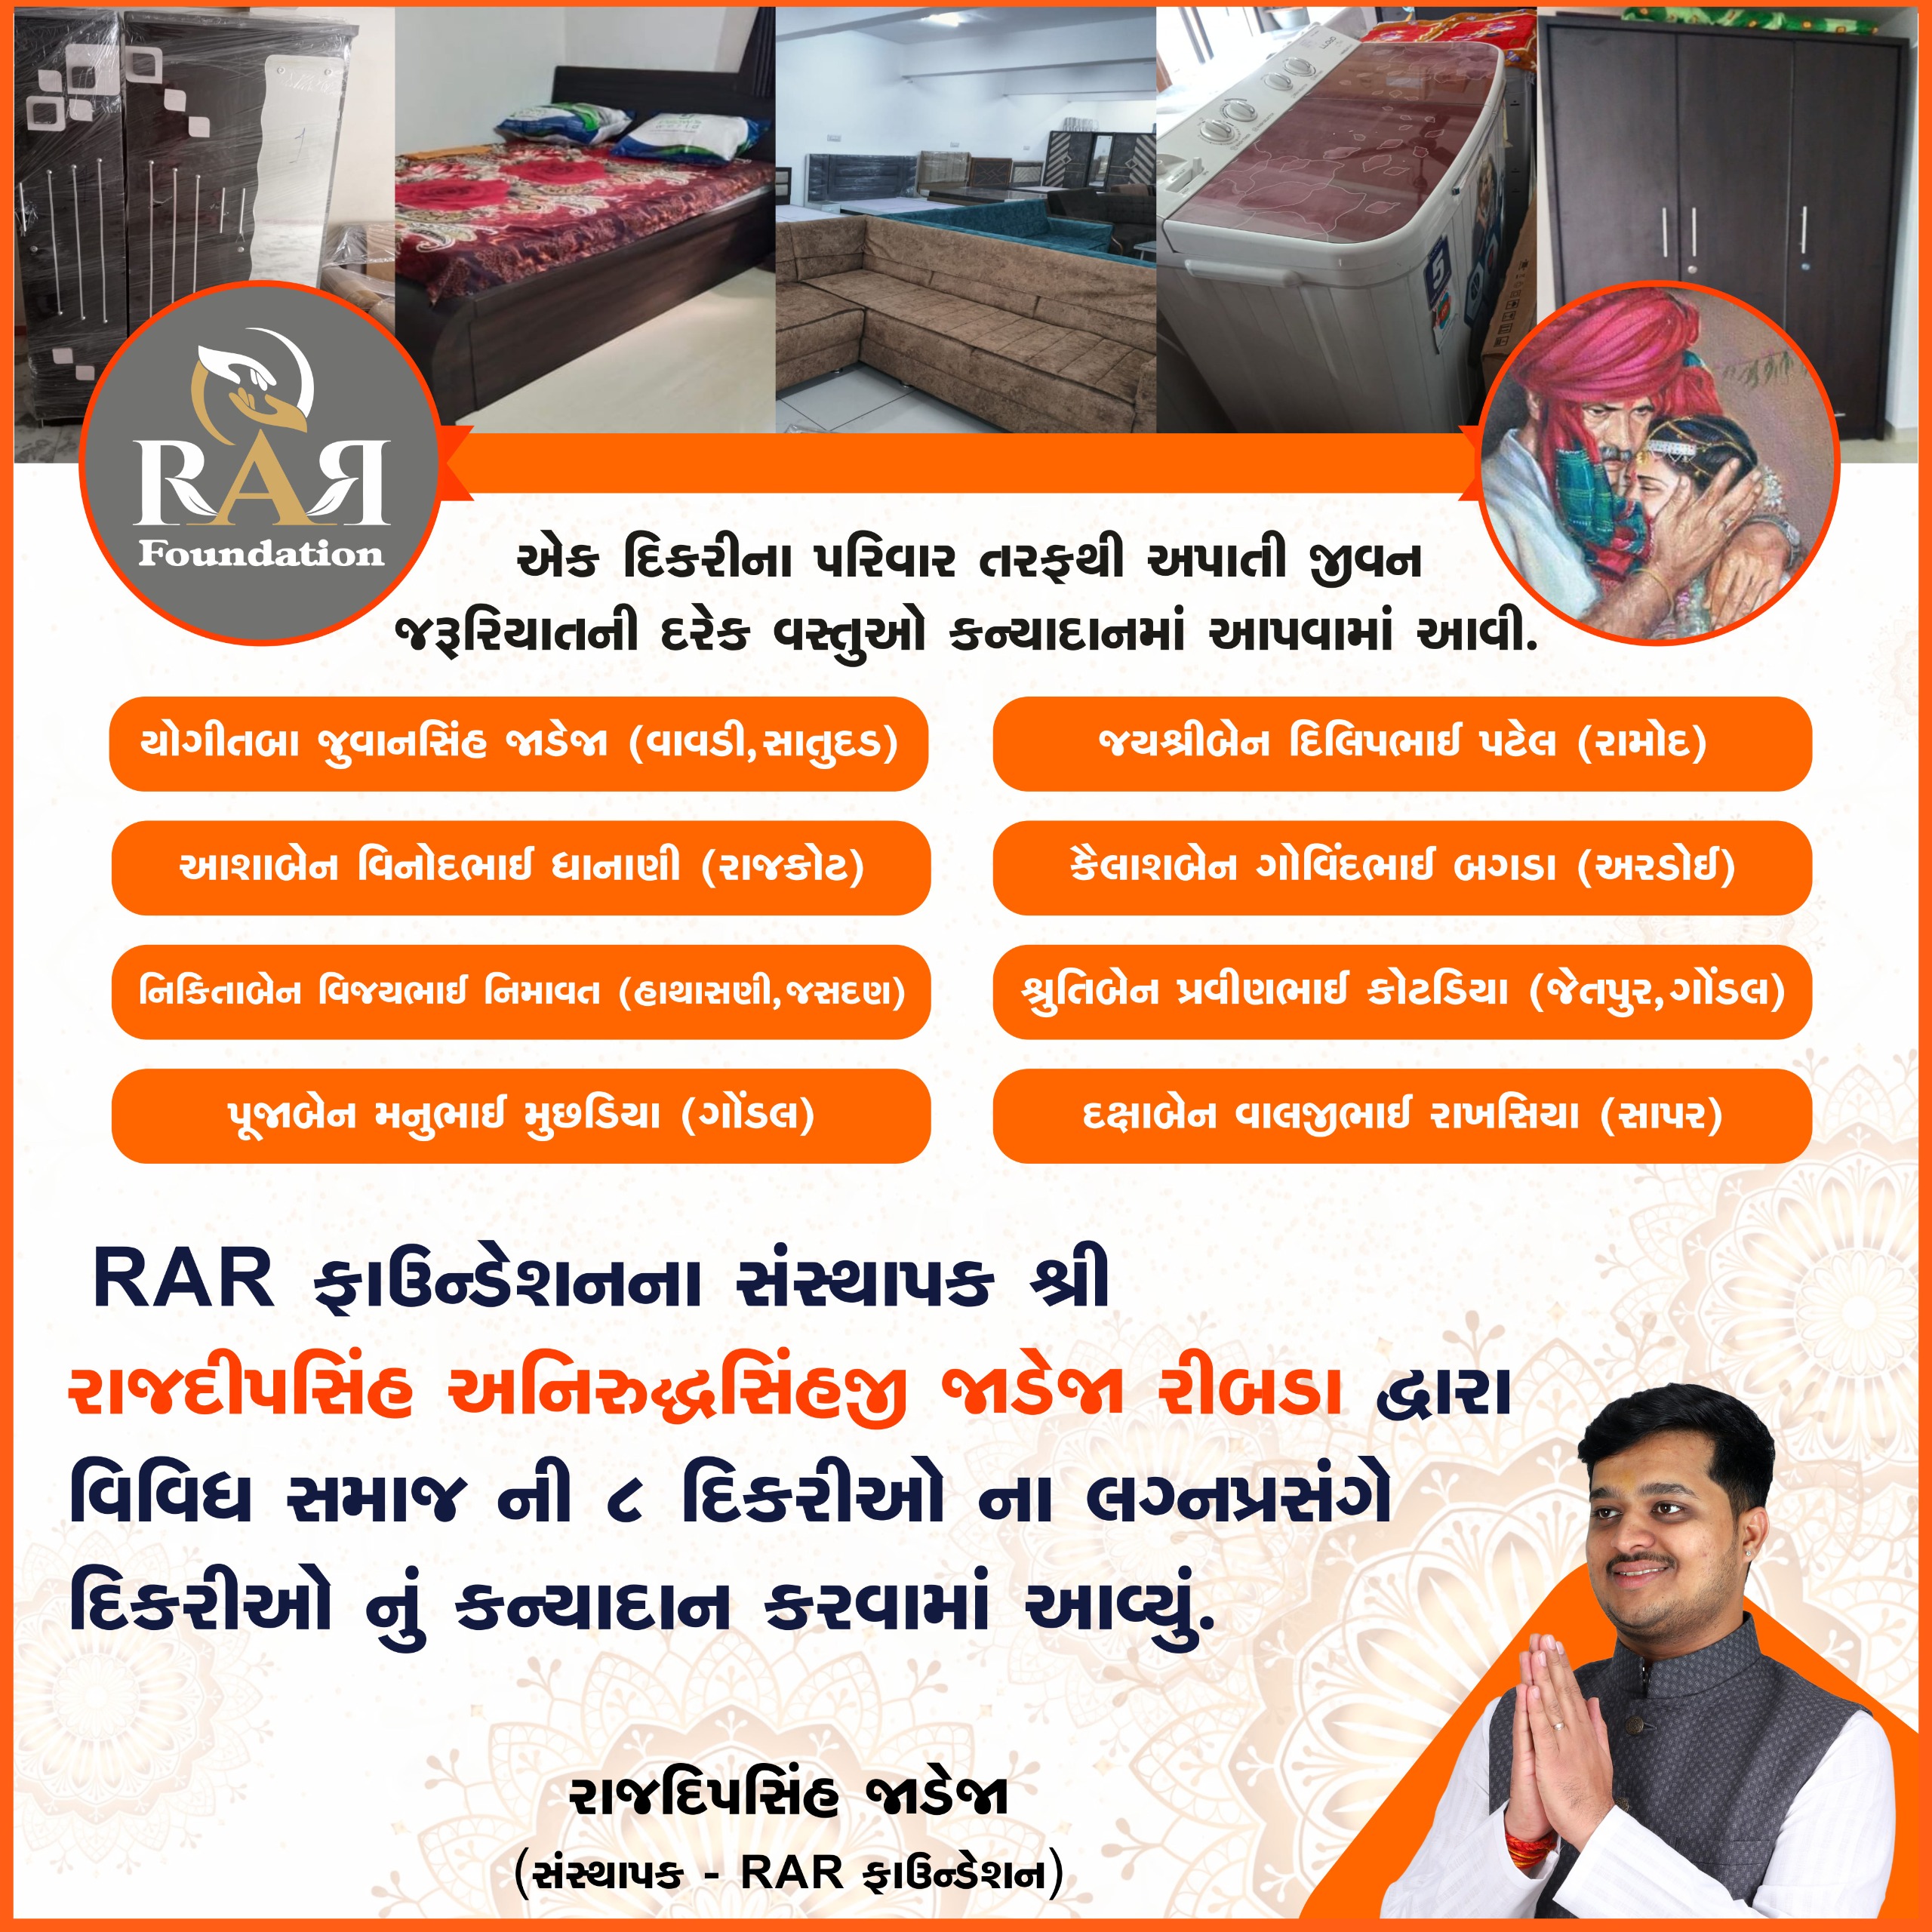 RAR
Foundation
એક દિકરીના પરિવાર તરફથી અપાતી જીવન
જરૂરિયાતની દરેક વસ્તુઓ કન્યાદાનમાં આપવામાં આવી.
યોગીતબા જુવાનસિંહ જાડેજા (વાવડી,સાતુદડ)
જયશ્રીબેન દિલિપભાઈ પટેલ (રામોદ)
આશાબેન વિનોદભાઈ ધાનાણી (રાજકોટ)
કૈલાશબેન ગોવિંદભાઈ બગડા (અરડોઈ)
નિકિતાબેન વિજયભાઈ નિમાવત (હાથાસણી,જસદણ)
શ્રુતિબેન પ્રવીણભાઈ કોટડિયા (જેતપુર,ગોંડલ)
પૂજાબેન મનુભાઈ મુછડિયા (ગોંડલ)
દક્ષાબેન વાલજીભાઈ રાખસિયા (સાપર)
RAR ફાઉન્ડેશનના સંસ્થાપક શ્રી
રાજદીપસિંહ અનિરુદ્ધસિંહજી જાડેજા રીબડા દ્વારા
વિવિધ સમાજ ની ૮ દિકરીઓ ના લગ્નપ્રસંગે
દિકરીઓ નું કન્યાદાન કરવામાં આવ્યું.
રાજદિપસિંહ જાડેજા
(સંસ્થાપક - RAR ફાઉન્ડેશન)